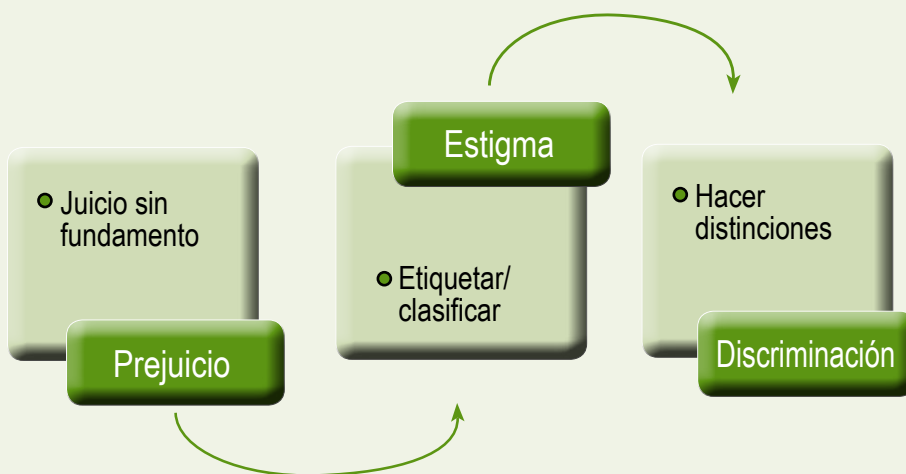 Juicio sin
fundamento
Prejuicio
Estigma
Etiquetar/
clasificar
Hacer
distinciones
Discriminación